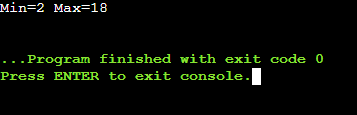 Min=2 Max=18
...Program finished with exit code 0
Press ENTER to exit console.